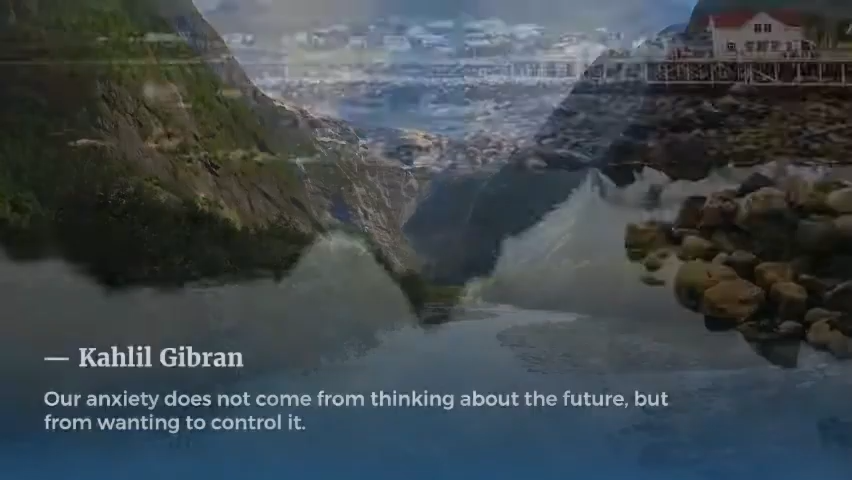 — Kahlil Gibran
Our anxiety does not come from thinking about the future, but
from wanting to control it.